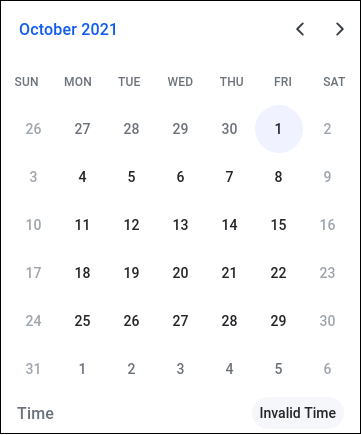 October 2021
SUN MON TUE WED THU FRI SAT
26 27 28 29 30 1 2
3 4 5 6 7 8 9
10 11 12 13 14 15 16
17 18 19 20 21 22 23
24 25 26 27 28 29 30
31 1 2 3 4 5 6
Time Invalid Time